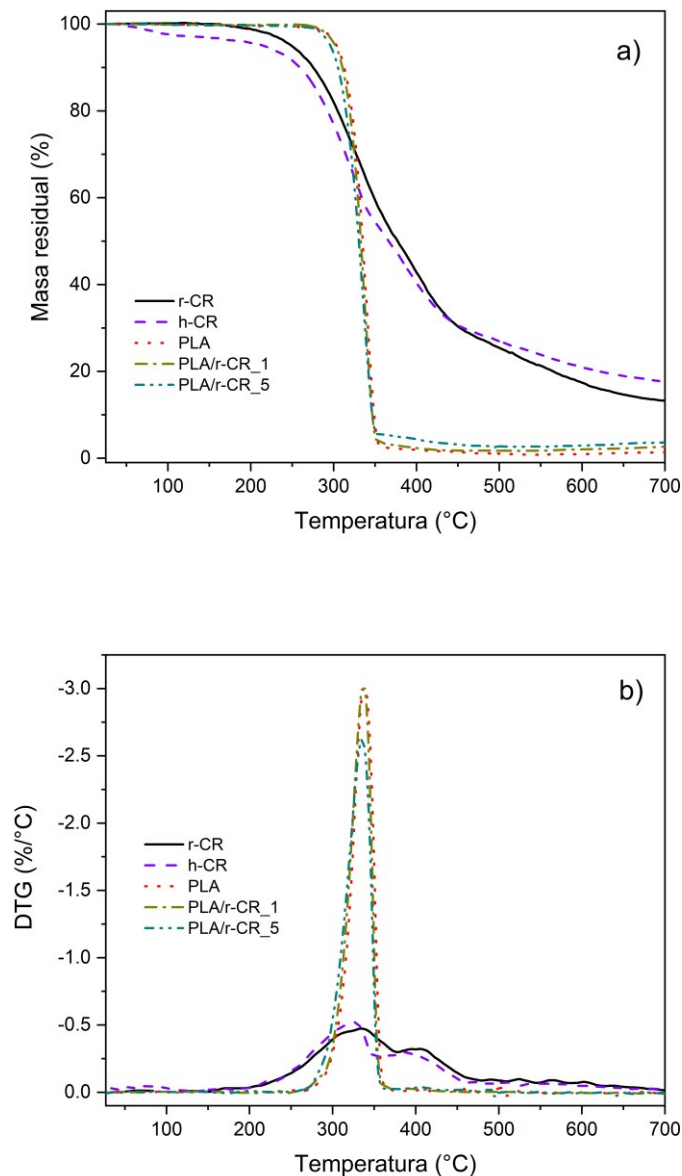 a)
100
80
60
40
20
0
Masa residual (%)
r-CR
h-CR
PLA
PLA/r-CR_1
PLA/r-CR_5
100 200 300 400 500 600 700
Temperatura (°C)
b)
-3.0
-2.5
-2.0
-1.5
-1.0
-0.5
0.0
DTG (%/°C)
r-CR
h-CR
PLA
PLA/r-CR_1
PLA/r-CR_5
100 200 300 400 500 600 700
Temperatura (°C)